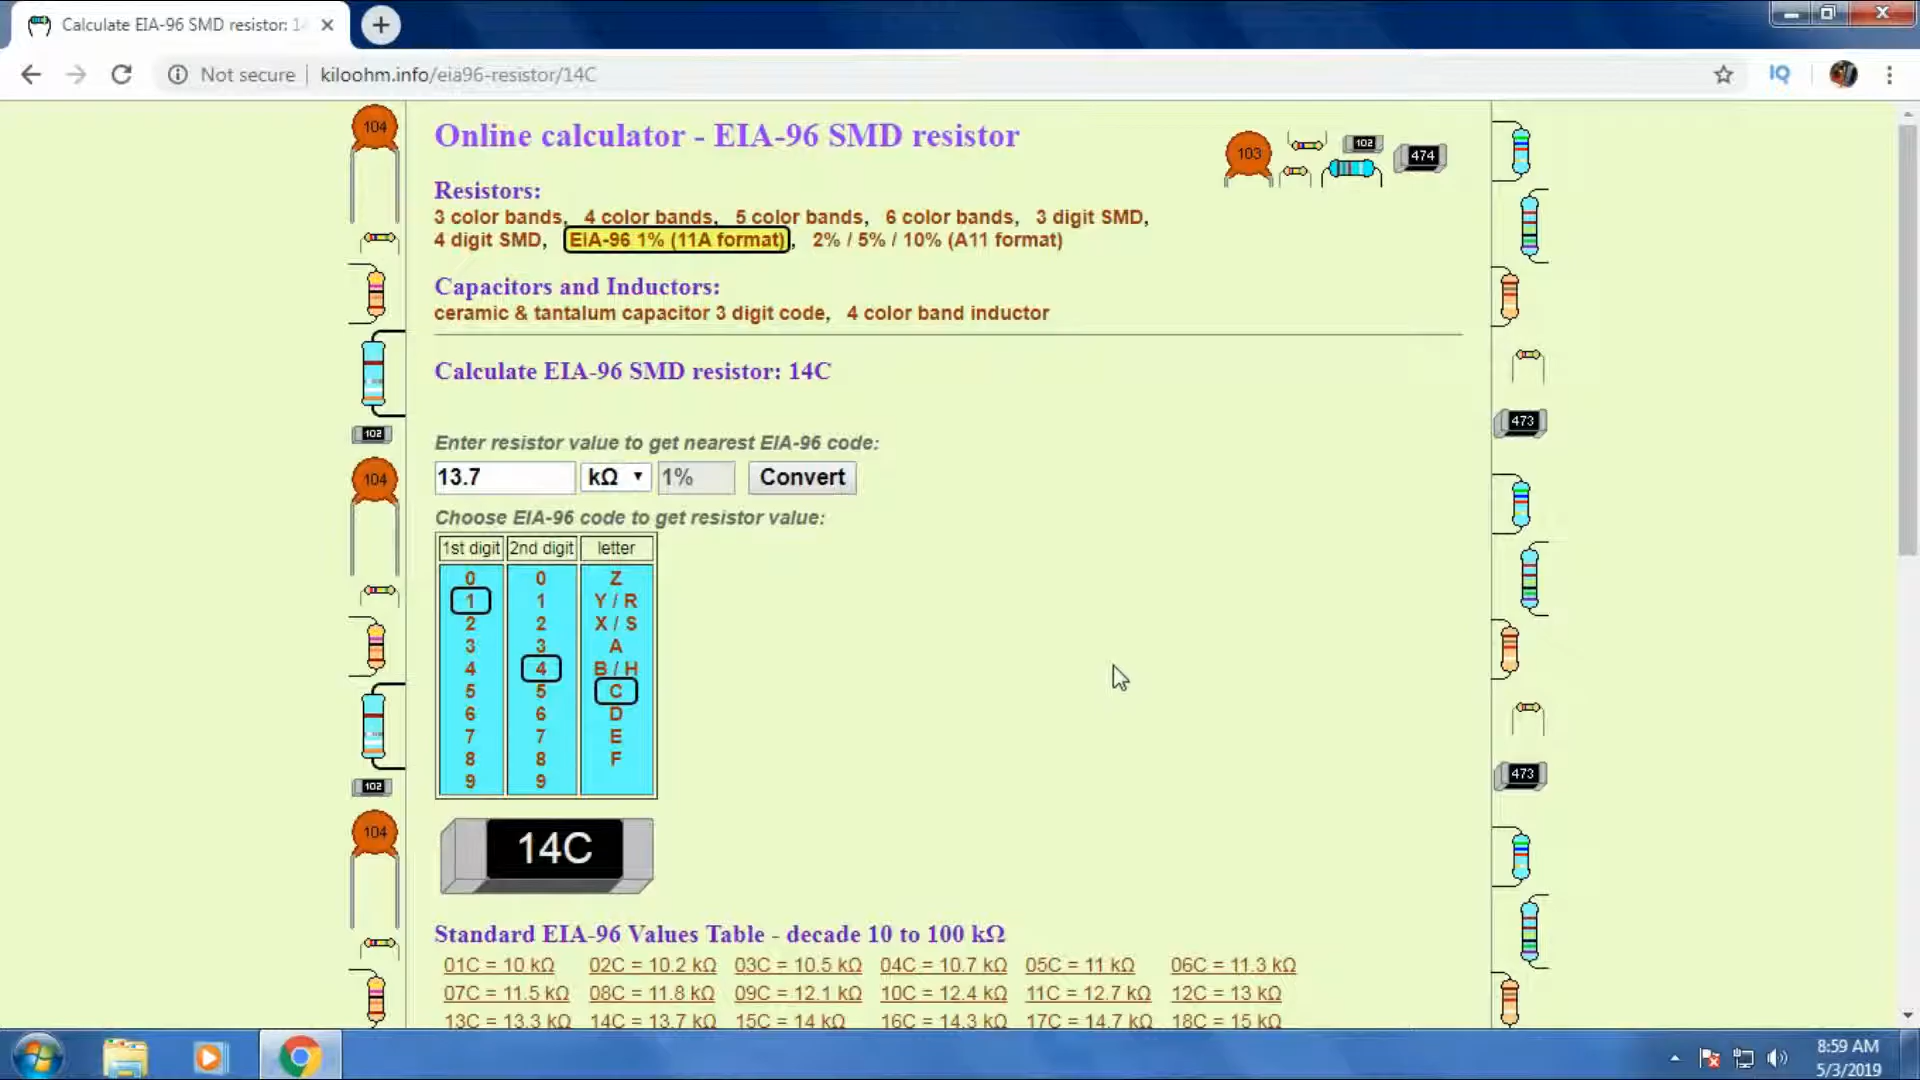 Calculate EIA-96 SMD resistor: 14
Not secure
kiloohm.info/eia96-resistor/14C
IQ
Online calculator - EIA-96 SMD resistor
103
102
474
Resistors:
3 color bands, 4 color bands, 5 color bands, 6 color bands, 3 digit SMD,
4 digit SMD, EIA-96 1% (11A format), 2% / 5% / 10% (A11 format)
Capacitors and Inductors:
ceramic & tantalum capacitor 3 digit code, 4 color band inductor
Calculate EIA-96 SMD resistor: 14C
Enter resistor value to get nearest EIA-96 code:
13.7 kΩ 1% Convert
Choose EIA-96 code to get resistor value:
1st digit 2nd digit letter
0 0 Z
1 1 Y / R
2 2 X / S
3 3 A
4 4 B / H
5 5 C
6 6 D
7 7 E
8 8 F
9 9
14C
Standard EIA-96 Values Table - decade 10 to 100 kΩ
01C = 10 kΩ 02C = 10.2 kΩ 03C = 10.5 kΩ 04C = 10.7 kΩ 05C = 11 kΩ 06C = 11.3 kΩ
07C = 11.5 kΩ 08C = 11.8 kΩ 09C = 12.1 kΩ 10C = 12.4 kΩ 11C = 12.7 kΩ 12C = 13 kΩ
13C = 13.3 kΩ 14C = 13.7 kΩ 15C = 14 kΩ 16C = 14.3 kΩ 17C = 14.7 kΩ 18C = 15 kΩ
104
102
104
102
104
473
473
8:59 AM
5/3/2019